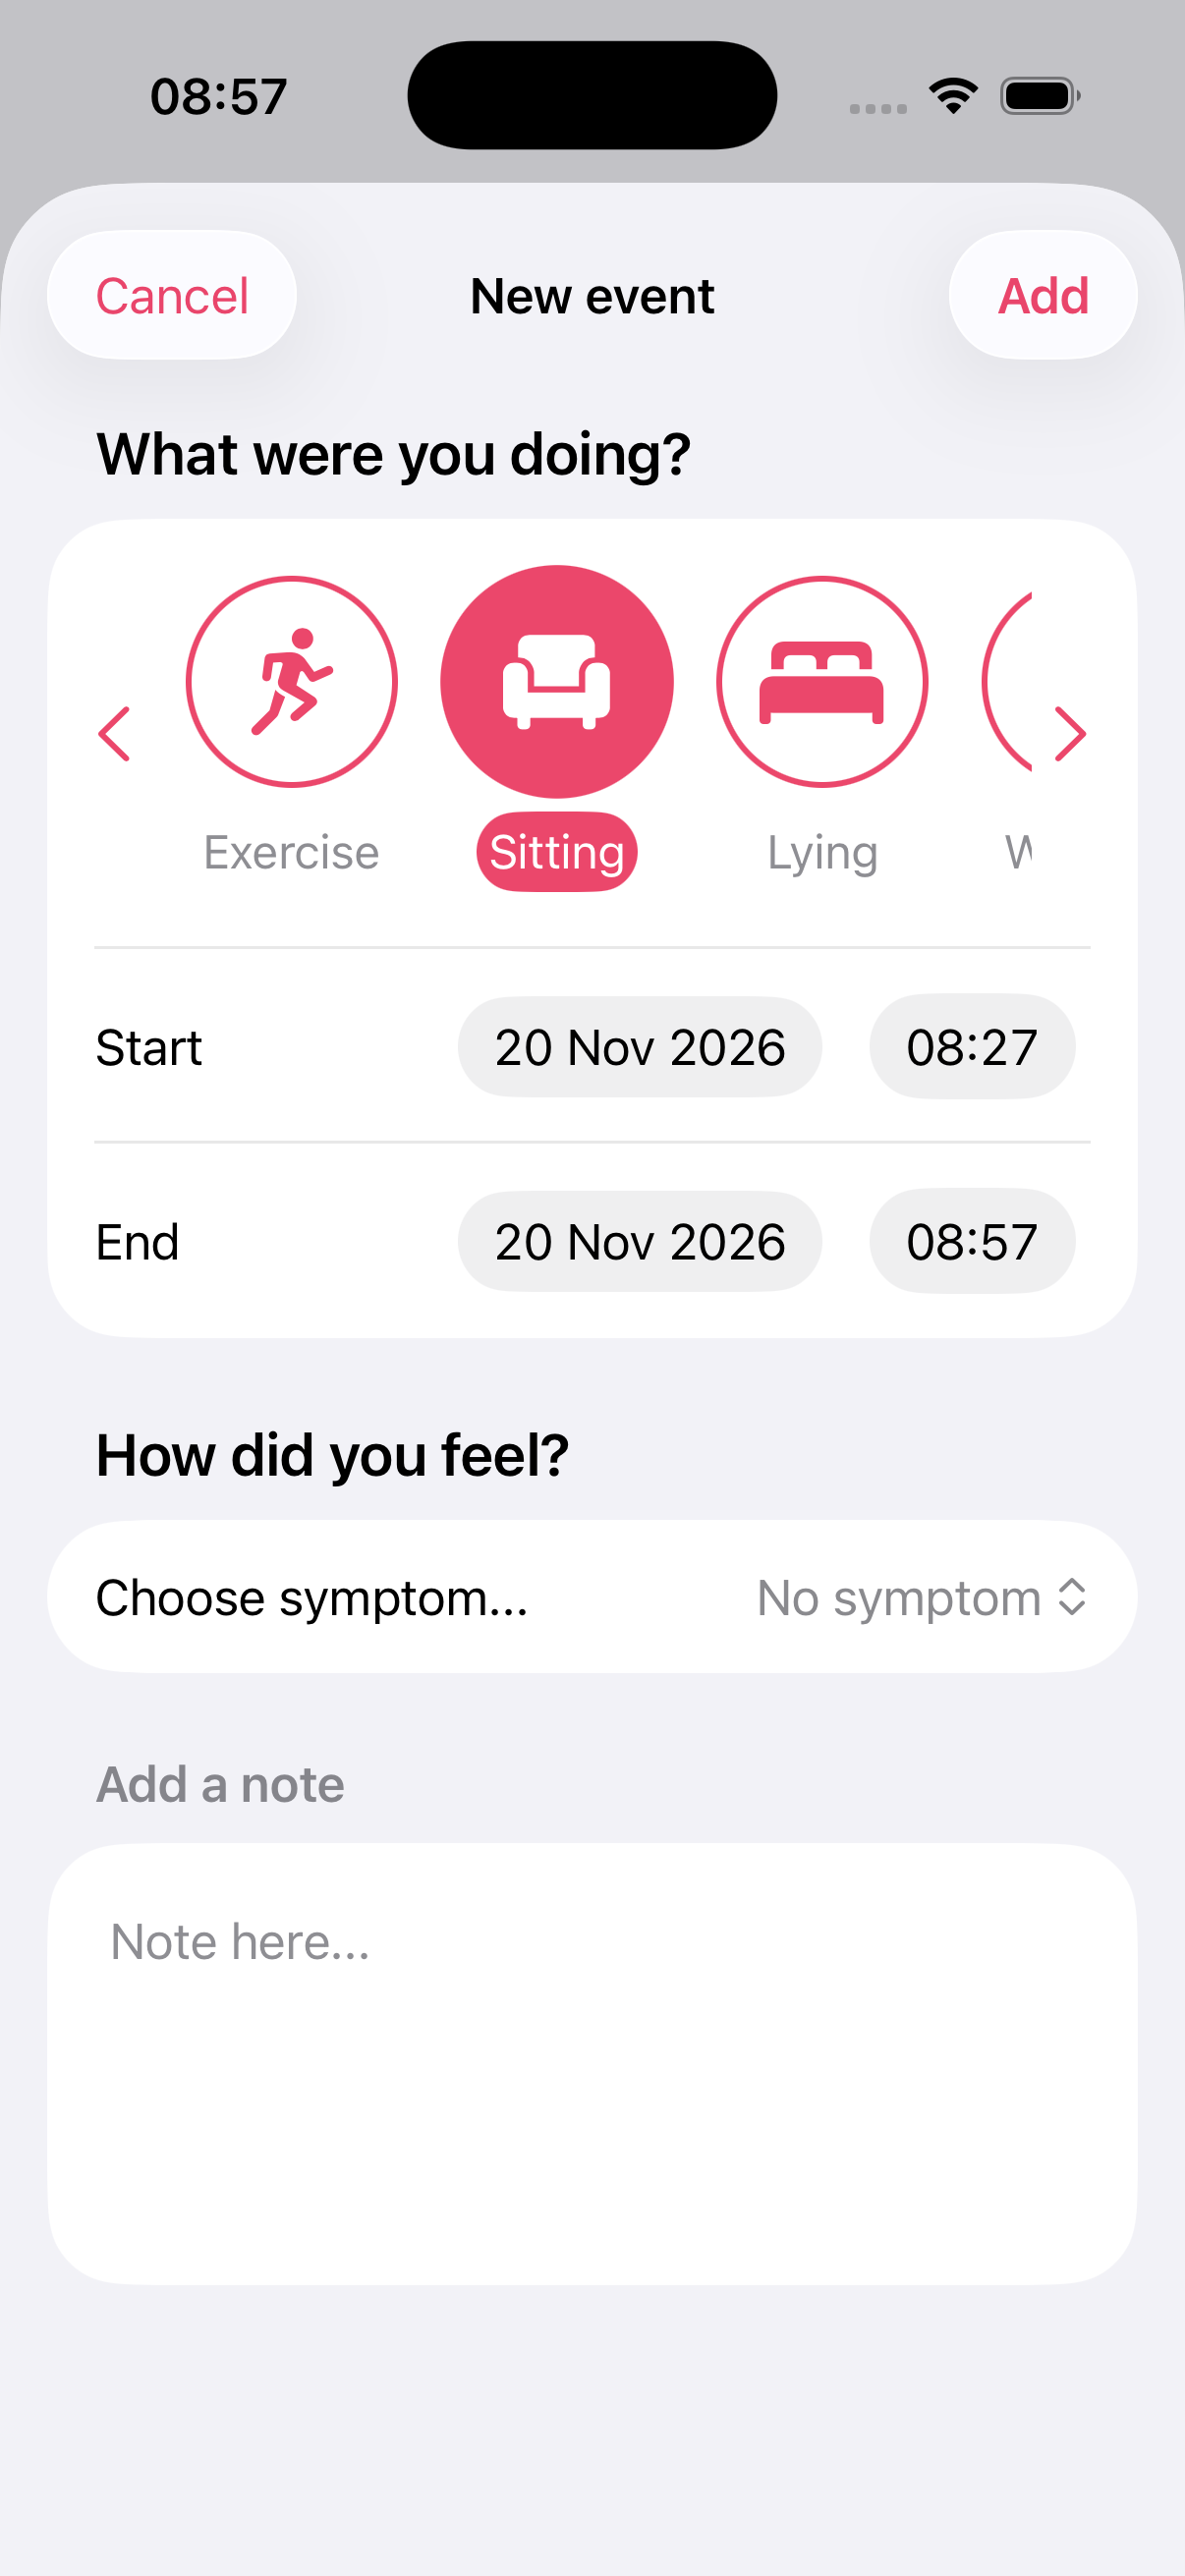 08:57
Cancel New event Add
What were you doing?
Exercise Sitting Lying W
Start 20 Nov 2026 08:27
End 20 Nov 2026 08:57
How did you feel?
Choose symptom... No symptom
Add a note
Note here...